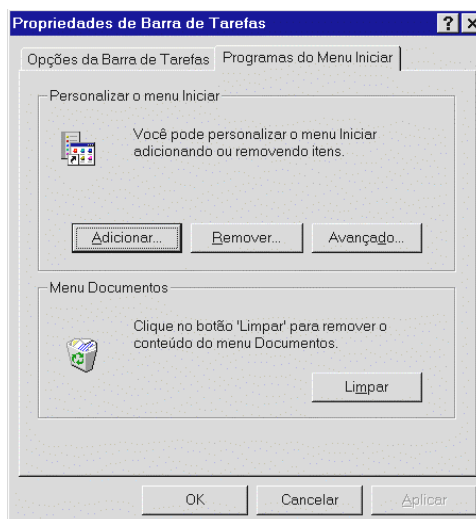 Propriedades de Barra de Tarefas
Opções da Barra de Tarefas Programas do Menu Iniciar
Personalizar o menu Iniciar
Você pode personalizar o menu Iniciar
adicionando ou removendo itens.
Adicionar... Remover... Avançado...
Menu Documentos
Clique no botão 'Limpar' para remover o
conteúdo do menu Documentos.
Limpar
OK Cancelar Aplicar